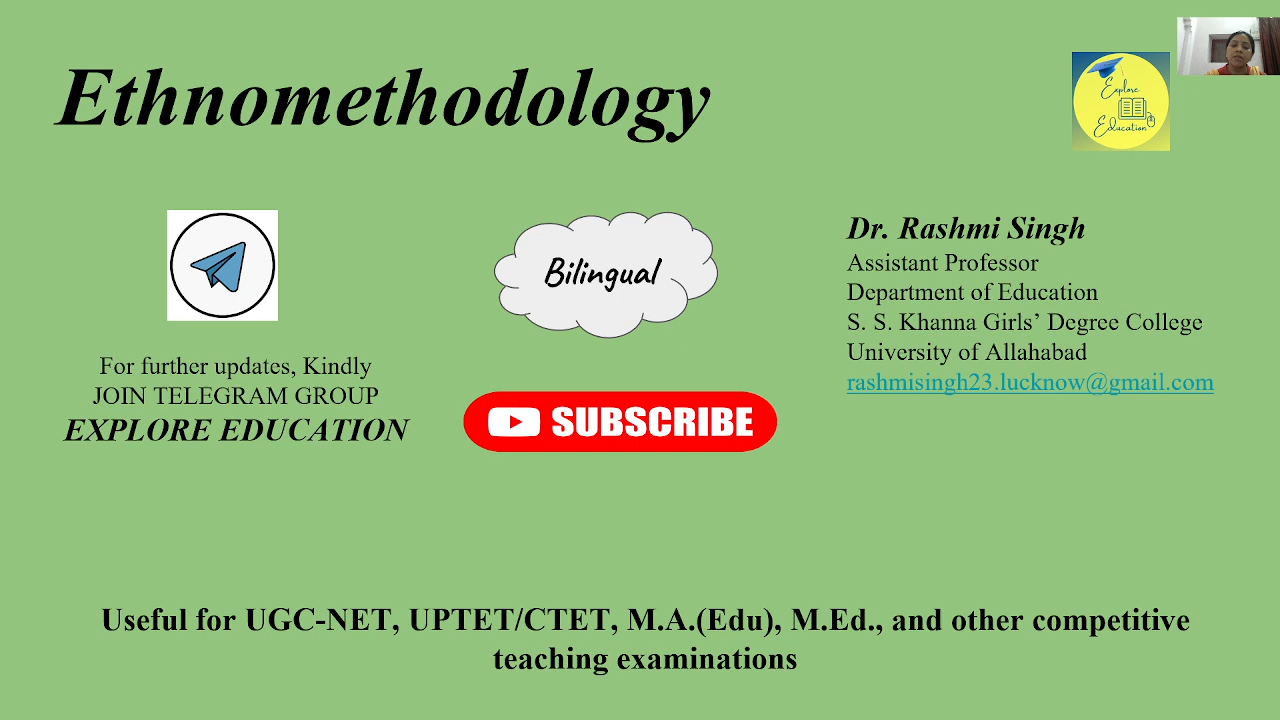 Ethnomethodology
Explore
Education
Bilingual
Dr. Rashmi Singh
Assistant Professor
Department of Education
S. S. Khanna Girls’ Degree College
University of Allahabad
rashmisingh23.lucknow@gmail.com
For further updates, Kindly
JOIN TELEGRAM GROUP
EXPLORE EDUCATION
SUBSCRIBE
Useful for UGC-NET, UPTET/CTET, M.A.(Edu), M.Ed., and other competitive
teaching examinations